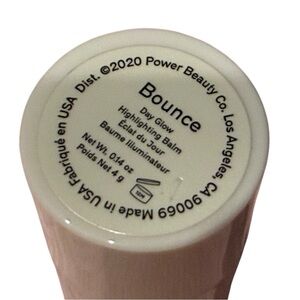 Dist. ©2020 Power Beauty Co. Los Angeles, CA 90069 Made in USA Fabriqué en USA
Bounce
Day Glow
Highlighting Balm
Éclat du Jour
Baume Illuminateur
Net Wt. 0.14 oz
Poids Net 4 g